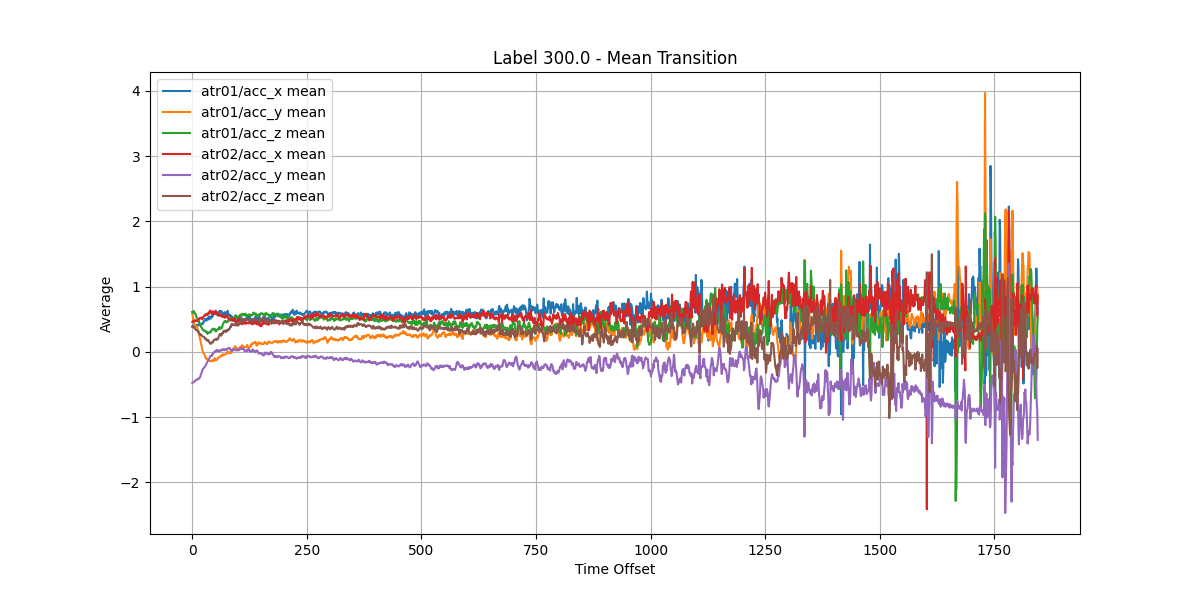 Label 300.0 - Mean Transition
atr01/acc_x mean
atr01/acc_y mean
atr01/acc_z mean
atr02/acc_x mean
atr02/acc_y mean
atr02/acc_z mean
4
3
2
1
0
−1
−2
Average
0
250
500
750
1000
1250
1500
1750
Time Offset